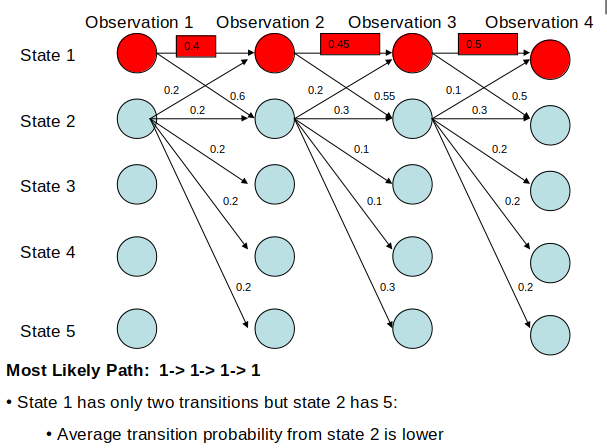 Observation 1 Observation 2 Observation 3 Observation 4
State 1 0.4 0.45 0.5
0.2 0.6 0.2 0.55 0.1 0.5
State 2 0.2 0.3 0.3
0.2 0.1 0.2
State 3
0.2 0.1 0.2
State 4
0.2 0.3 0.2
State 5
Most Likely Path: 1-> 1-> 1-> 1
• State 1 has only two transitions but state 2 has 5:
• Average transition probability from state 2 is lower